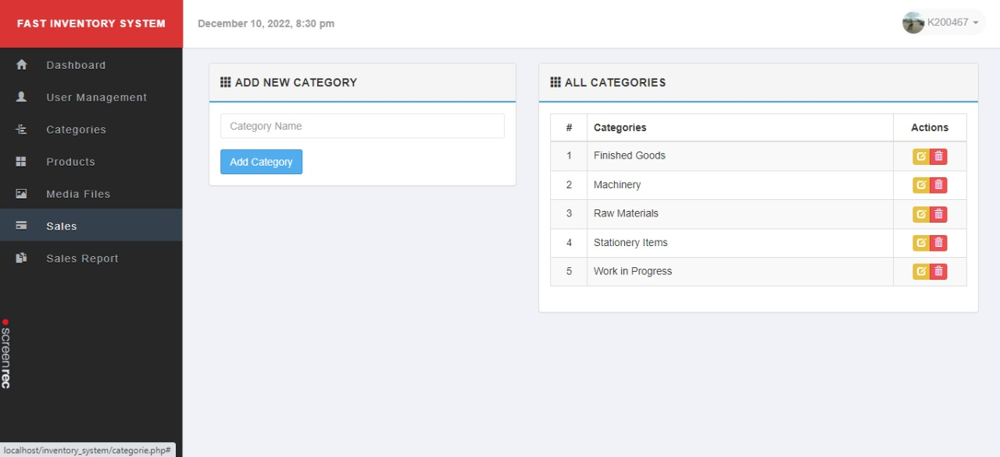 FAST INVENTORY SYSTEM
December 10, 2022, 8:30 pm
K200467
Dashboard
User Management
Categories
Products
Media Files
Sales
Sales Report
ADD NEW CATEGORY
Category Name
Add Category
ALL CATEGORIES
# Categories Actions
1 Finished Goods
2 Machinery
3 Raw Materials
4 Stationery Items
5 Work in Progress
screenrec
localhost/inventory_system/categorie.php#